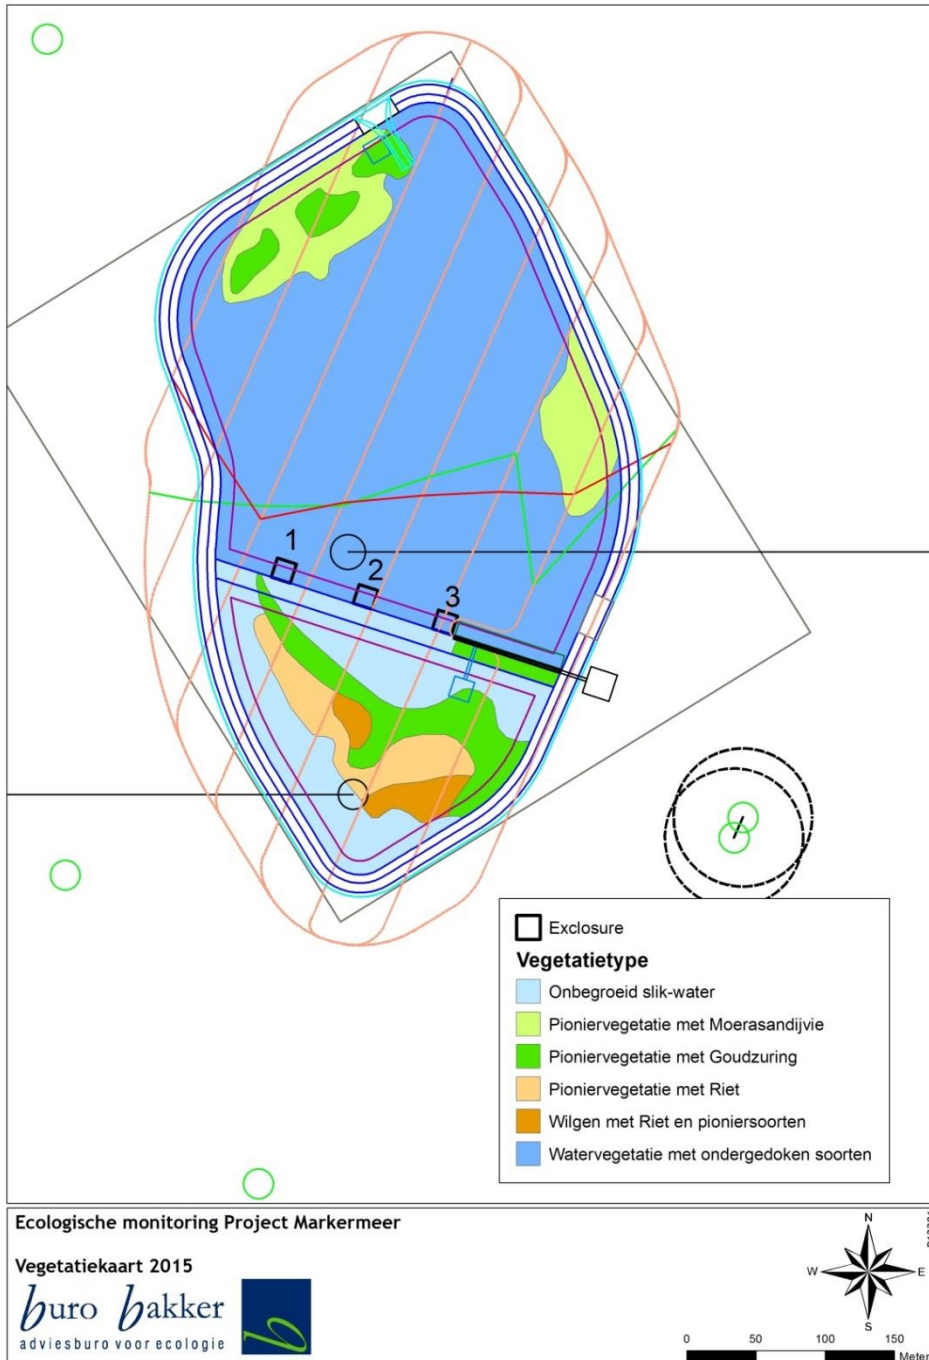 1
2
3
Exclosure
Vegetatietype
Onbegroeid slik-water
Pioniervegetatie met Moerasandijvie
Pioniervegetatie met Goudzuring
Pioniervegetatie met Riet
Wilgen met Riet en pioniersoorten
Watervegetatie met ondergedoken soorten
Ecologische monitoring Project Markermeer
Vegetatiekaart 2015
buro bakker
adviesburo voor ecologie
b
N
W E
S
0 50 100 150
Meter